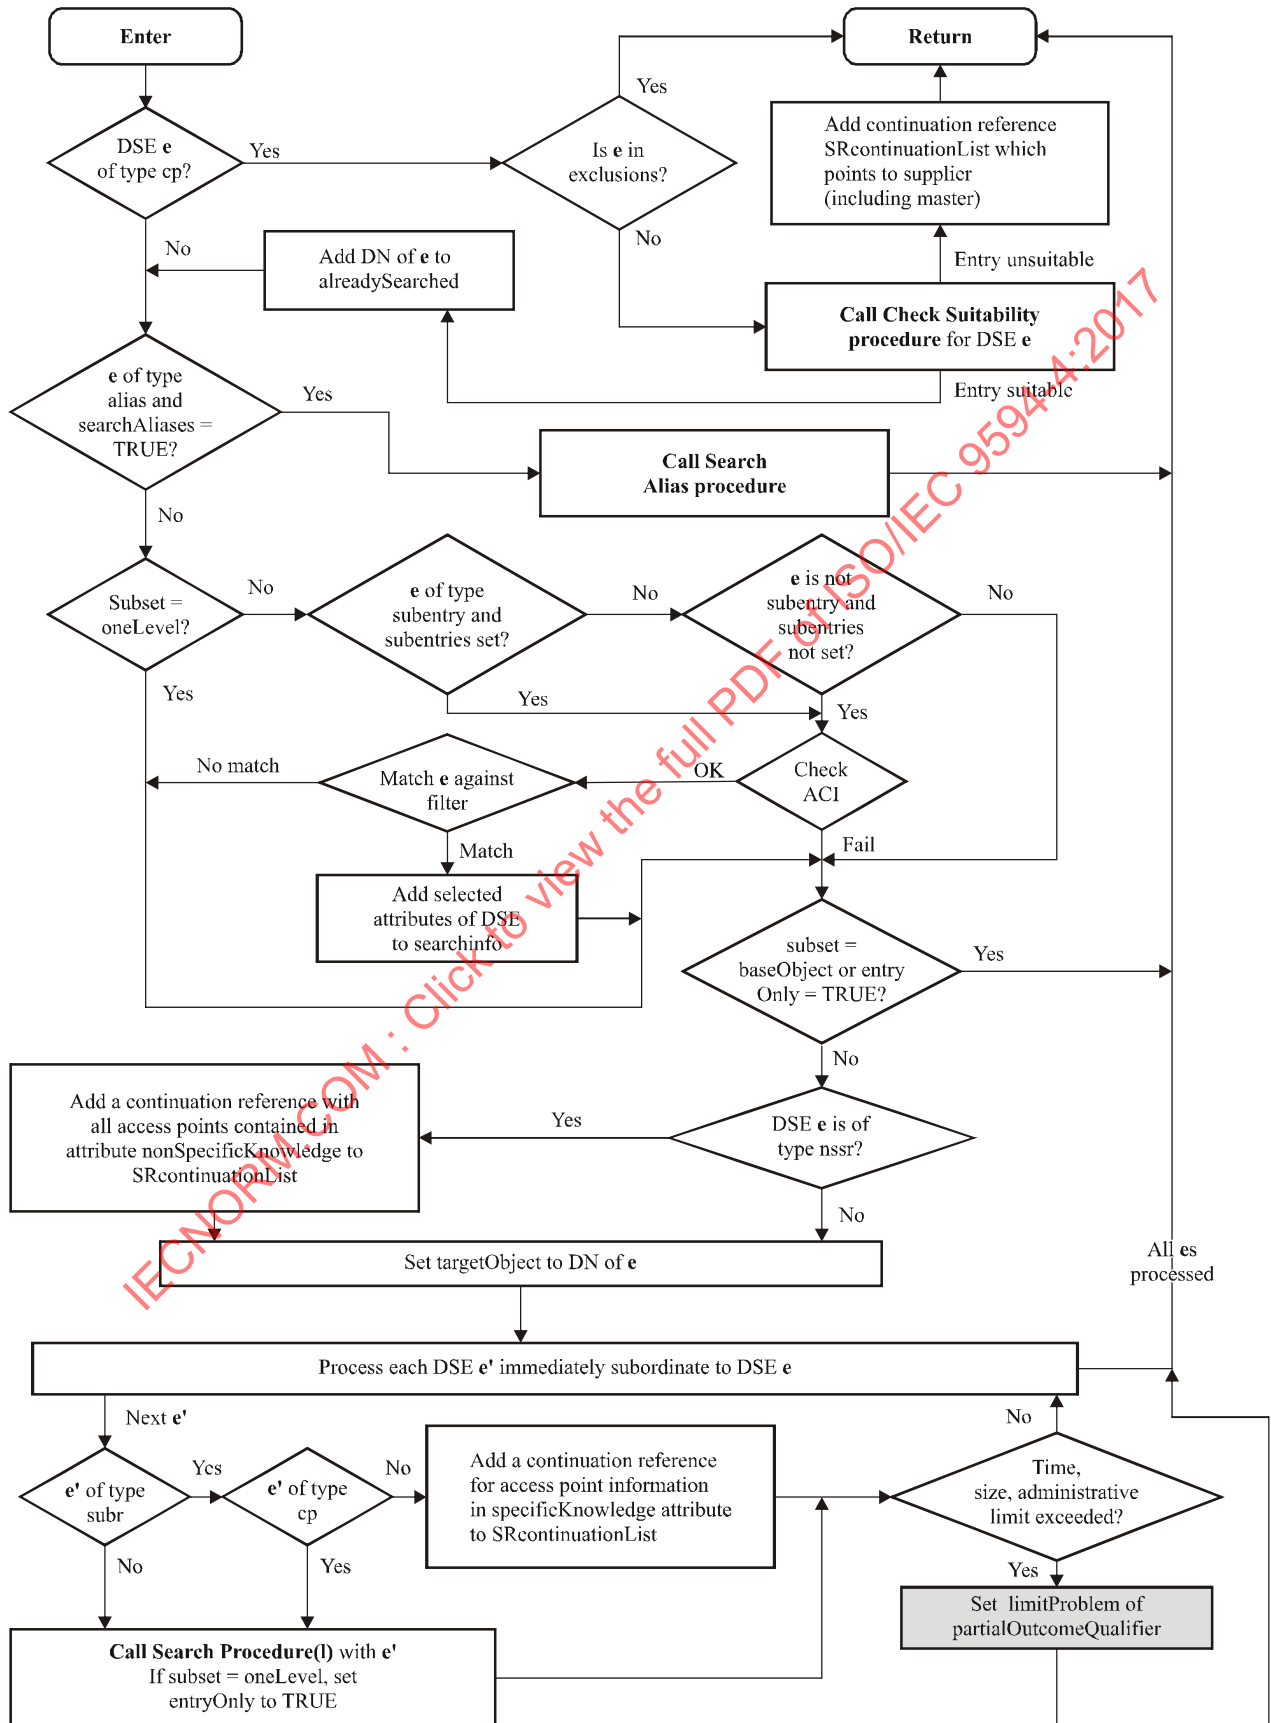 Enter
Return
Yes
DSE e
of type cp?
Yes
Is e in
exclusions?
Add continuation reference
SRcontinuationList which
points to supplier
(including master)
No
No
Add DN of e to
alreadySearched
Entry unsuitable
Call Check Suitability
procedure for DSE e
Entry suitable
e of type
alias and
searchAliases =
TRUE?
Yes
Call Search
Alias procedure
No
Subset =
oneLevel?
No
e of type
subentry and
subentries set?
No
e is not
subentry and
subentries
not set?
No
Yes
Yes
Yes
No match
Match e against
filter
OK
Check
ACI
Match
Fail
Add selected
attributes of DSE
to searchinfo
subset =
baseObject or entry
Only = TRUE?
Yes
No
Add a continuation reference with
all access points contained in
attribute nonSpecificKnowledge to
SRcontinuationList
Yes
DSE e is of
type nssr?
No
Set targetObject to DN of e
All es
processed
Process each DSE e' immediately subordinate to DSE e
Next e'
No
e' of type
subr
Yes
e' of type
cp
No
Add a continuation reference
for access point information
in specificKnowledge attribute
to SRcontinuationList
Time,
size, administrative
limit exceeded?
No
Yes
Yes
Set limitProblem of
partialOutcomeQualifier
Call Search Procedure(l) with e'
If subset = oneLevel, set
entryOnly to TRUE
IECNORM.COM : Click to view the full PDF of ISO/IEC 9594-4:2017